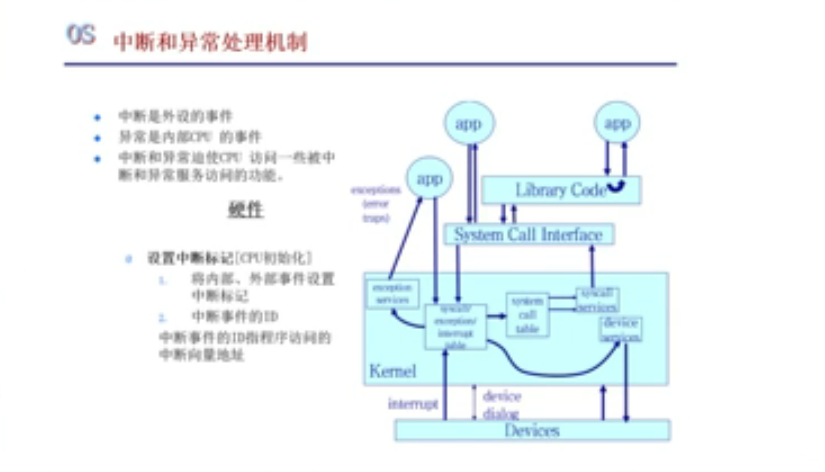 OS 中断和异常处理机制
中断是外设的事件
异常是内部CPU 的事件
中断和异常迫使CPU 访问一些被中
断和异常服务访问的功能。
硬件
设置中断标记[CPU初始化]
1. 将内部、外部事件设置
中断标记
2. 中断事件的ID
中断事件的ID指程序访问的
中断向量地址
app
app
app
exceptions
(error
traps)
Library Code
System Call Interface
exception
services
syscall/
exception/
interrupt
table
system
call
table
syscall
services
device
services
Kernel
interrupt
device
dialog
Devices